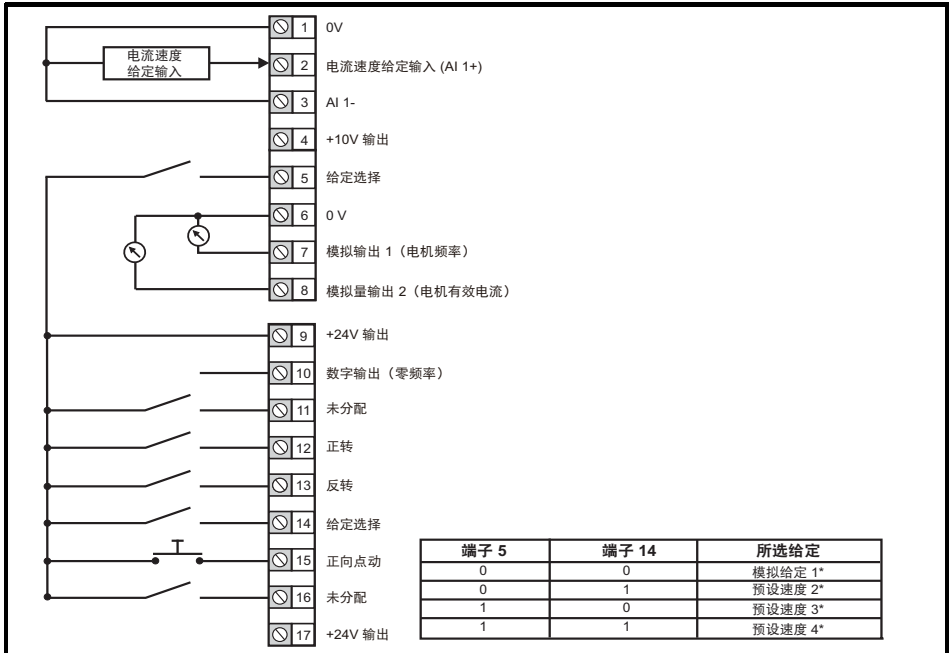 1 0V
电流速度
给定输入
2 电流速度给定输入 (AI 1+)
3 AI 1-
4 +10V 输出
5 给定选择
6 0 V
7 模拟输出 1（电机频率）
8 模拟量输出 2（电机有效电流）
9 +24V 输出
10 数字输出（零频率）
11 未分配
12 正转
13 反转
14 给定选择
15 正向点动
16 未分配
17 +24V 输出
端子 5 端子 14 所选给定
0 0 模拟给定 1*
0 1 预设速度 2*
1 0 预设速度 3*
1 1 预设速度 4*